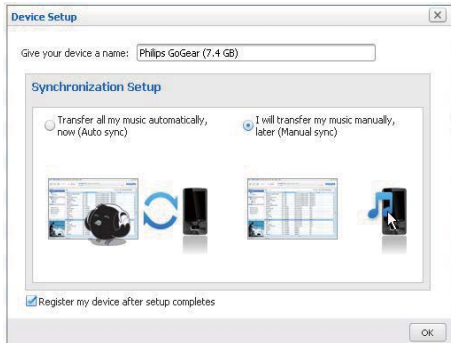 Device Setup
Give your device a name: Philips GoGear (7.4 GB)
Synchronization Setup
Transfer all my music automatically,
now (Auto sync)
I will transfer my music manually,
later (Manual sync)
Register my device after setup completes
OK